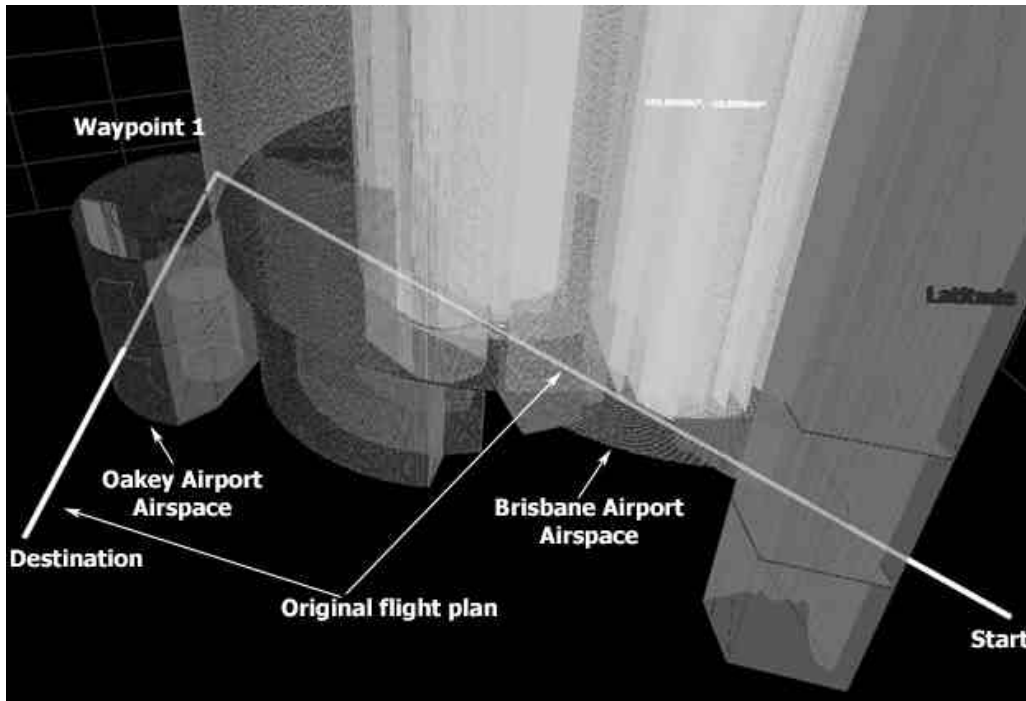 Waypoint 1
Latitude
Oakey Airport
Airspace
Brisbane Airport
Airspace
Destination
Original flight plan
Start